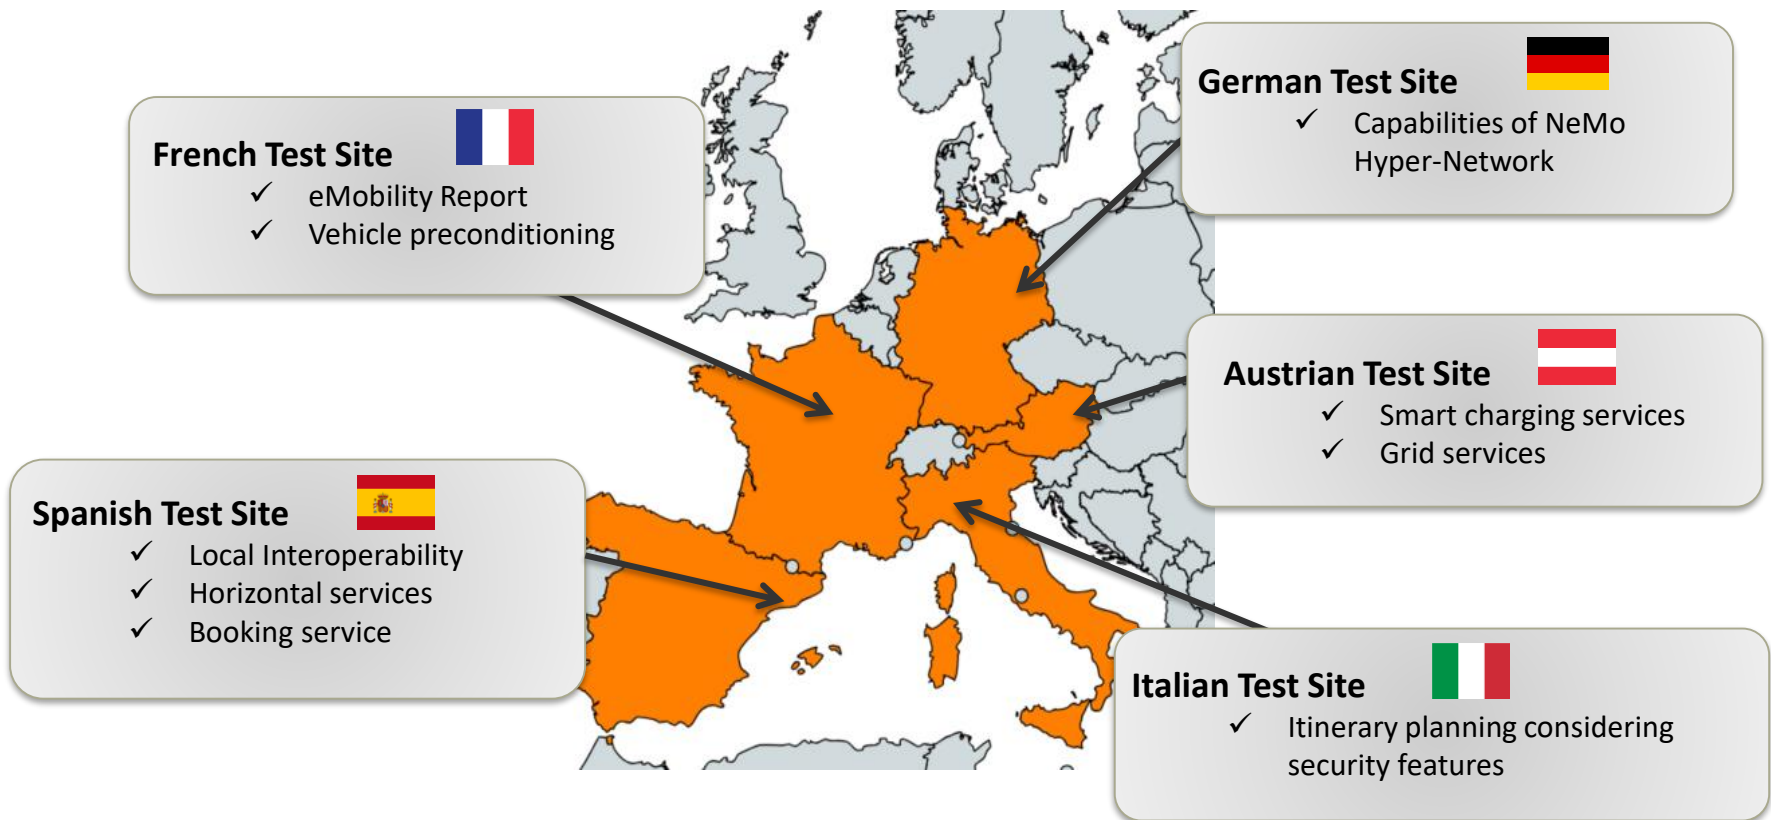 French Test Site
✓ eMobility Report
✓ Vehicle preconditioning
German Test Site
✓ Capabilities of NeMo
Hyper-Network
Austrian Test Site
✓ Smart charging services
✓ Grid services
Spanish Test Site
✓ Local Interoperability
✓ Horizontal services
✓ Booking service
Italian Test Site
✓ Itinerary planning considering
security features